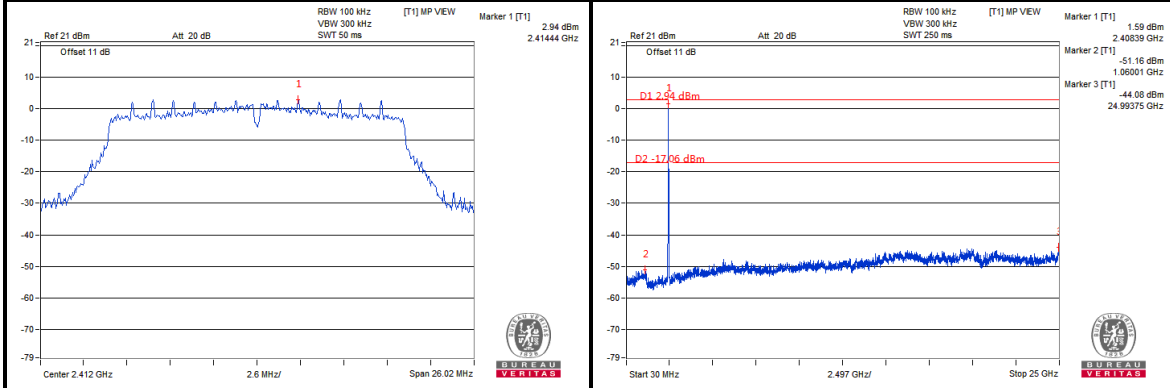 RBW 100 kHz [T1] MP VIEW
VBW 300 kHz
Ref 21 dBm Att 20 dB SWT 50 ms
Marker 1 [T1]
2.94 dBm
2.41444 GHz
21
Offset 11 dB
10
0
-10
-20
-30
-40
-50
-60
-70
-79
1
Center 2.412 GHz 2.6 MHz/ Span 26.02 MHz
BUREAU VERITAS
1828
BUREAU
VERITAS
RBW 100 kHz [T1] MP VIEW
VBW 300 kHz
Ref 21 dBm Att 20 dB SWT 250 ms
Marker 1 [T1]
1.59 dBm
2.40839 GHz
Marker 2 [T1]
-51.16 dBm
1.06001 GHz
Marker 3 [T1]
-44.08 dBm
24.99375 GHz
21
Offset 11 dB
10
0
-10
-20
-30
-40
-50
-60
-70
-79
1
D1 2.94 dBm
D2 -17.06 dBm
2
Start 30 MHz 2.497 GHz/ Stop 25 GHz
BUREAU VERITAS
1828
BUREAU
VERITAS